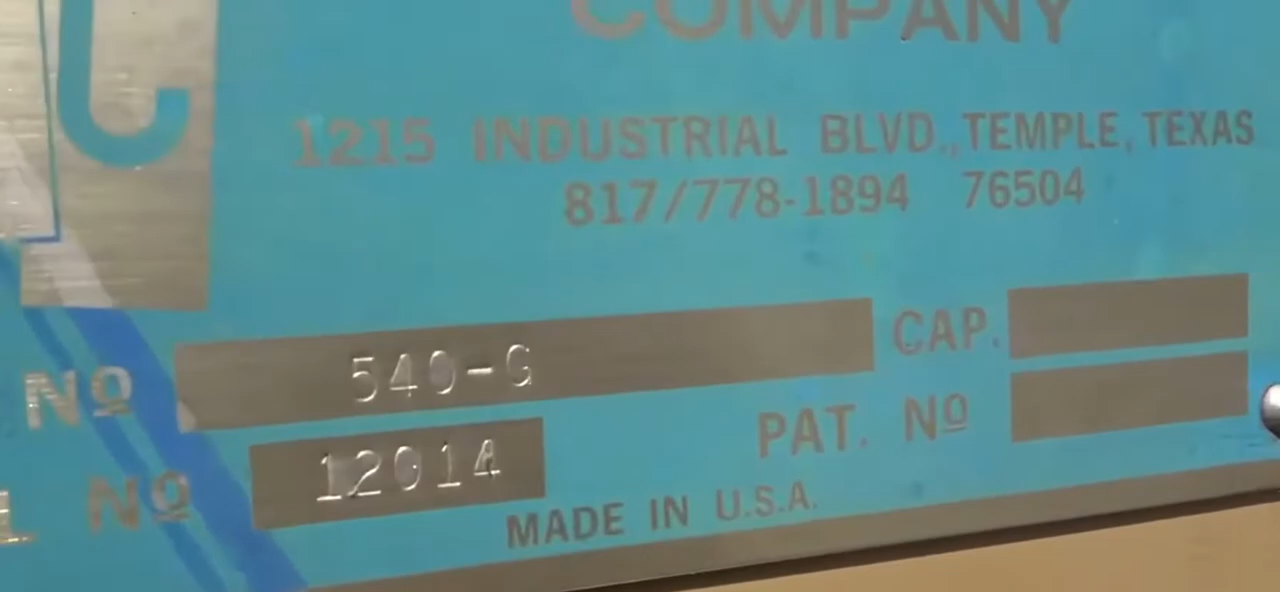 COMPANY
1215 INDUSTRIAL BLVD., TEMPLE, TEXAS
817/778-1894 76504
Nº 540-G CAP.
L Nº 12014 PAT. Nº
MADE IN U.S.A.